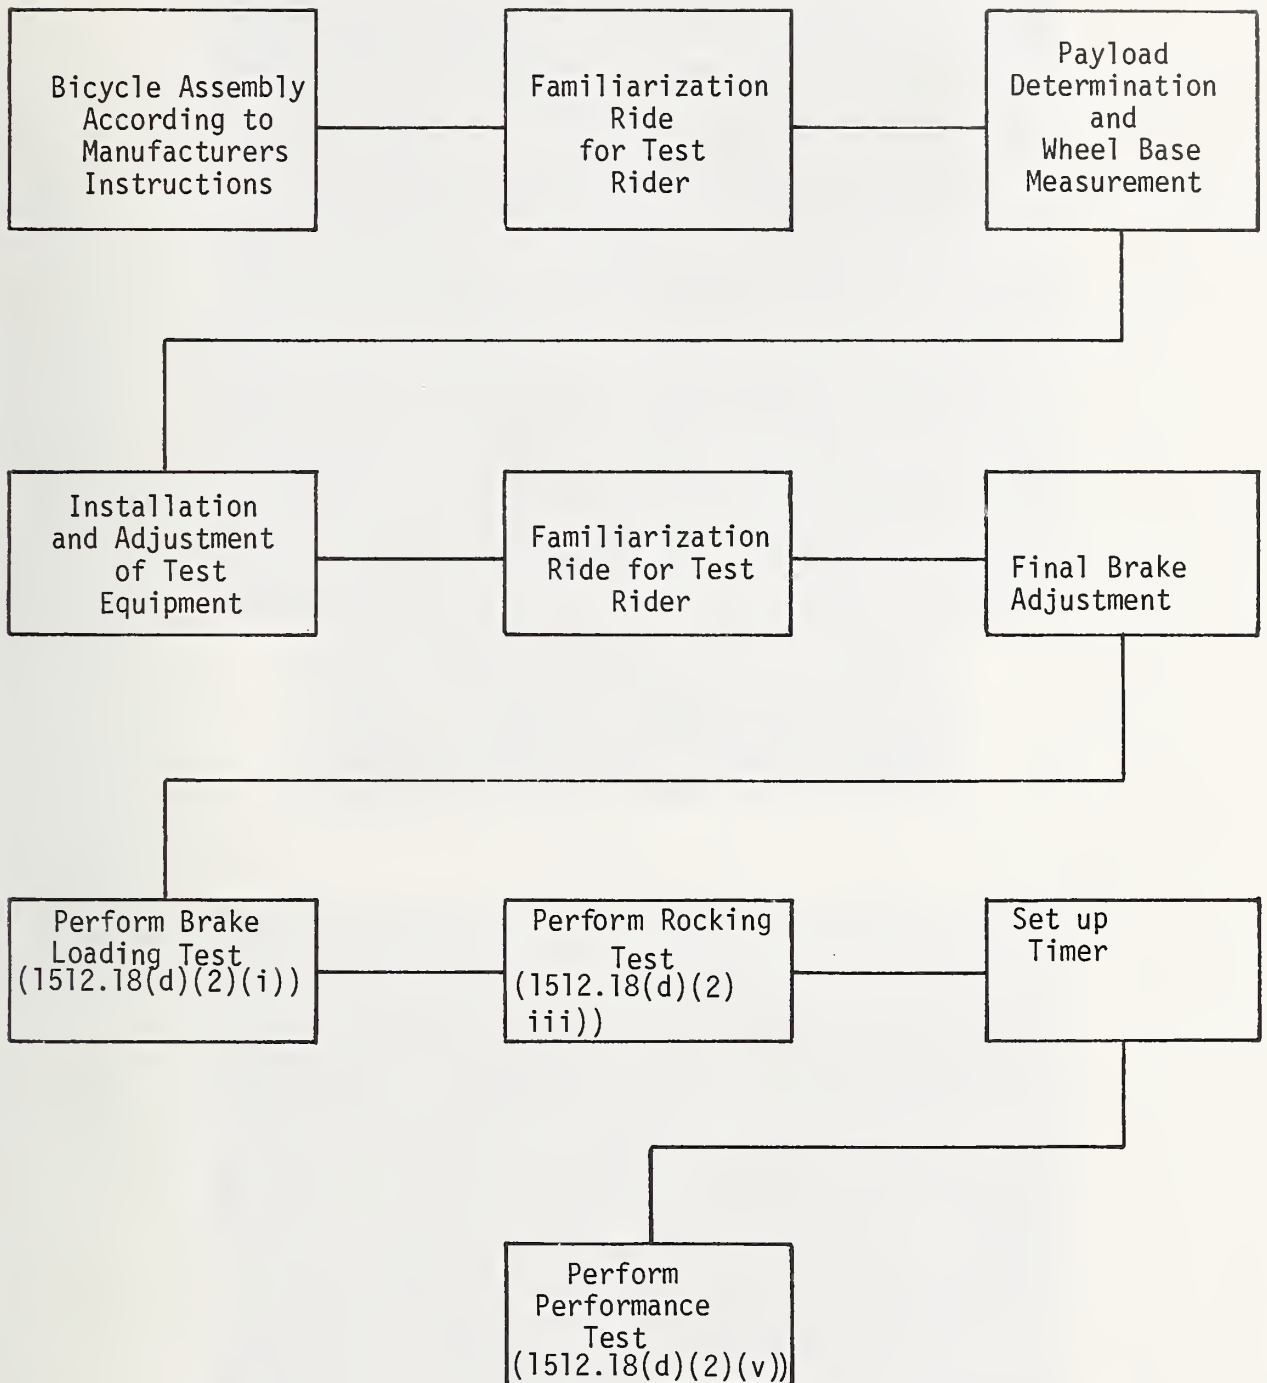 Bicycle Assembly
According to
Manufacturers
Instructions
Familiarization
Ride
for Test
Rider
Payload
Determination
and
Wheel Base
Measurement
Installation
and Adjustment
of Test
Equipment
Familiarization
Ride for Test
Rider
Final Brake
Adjustment
Perform Brake
Loading Test
(1512.18(d)(2)(i))
Perform Rocking
Test
(1512.18(d)(2)
iii))
Set up
Timer
Perform
Performance
Test
(1512.18(d)(2)(v))